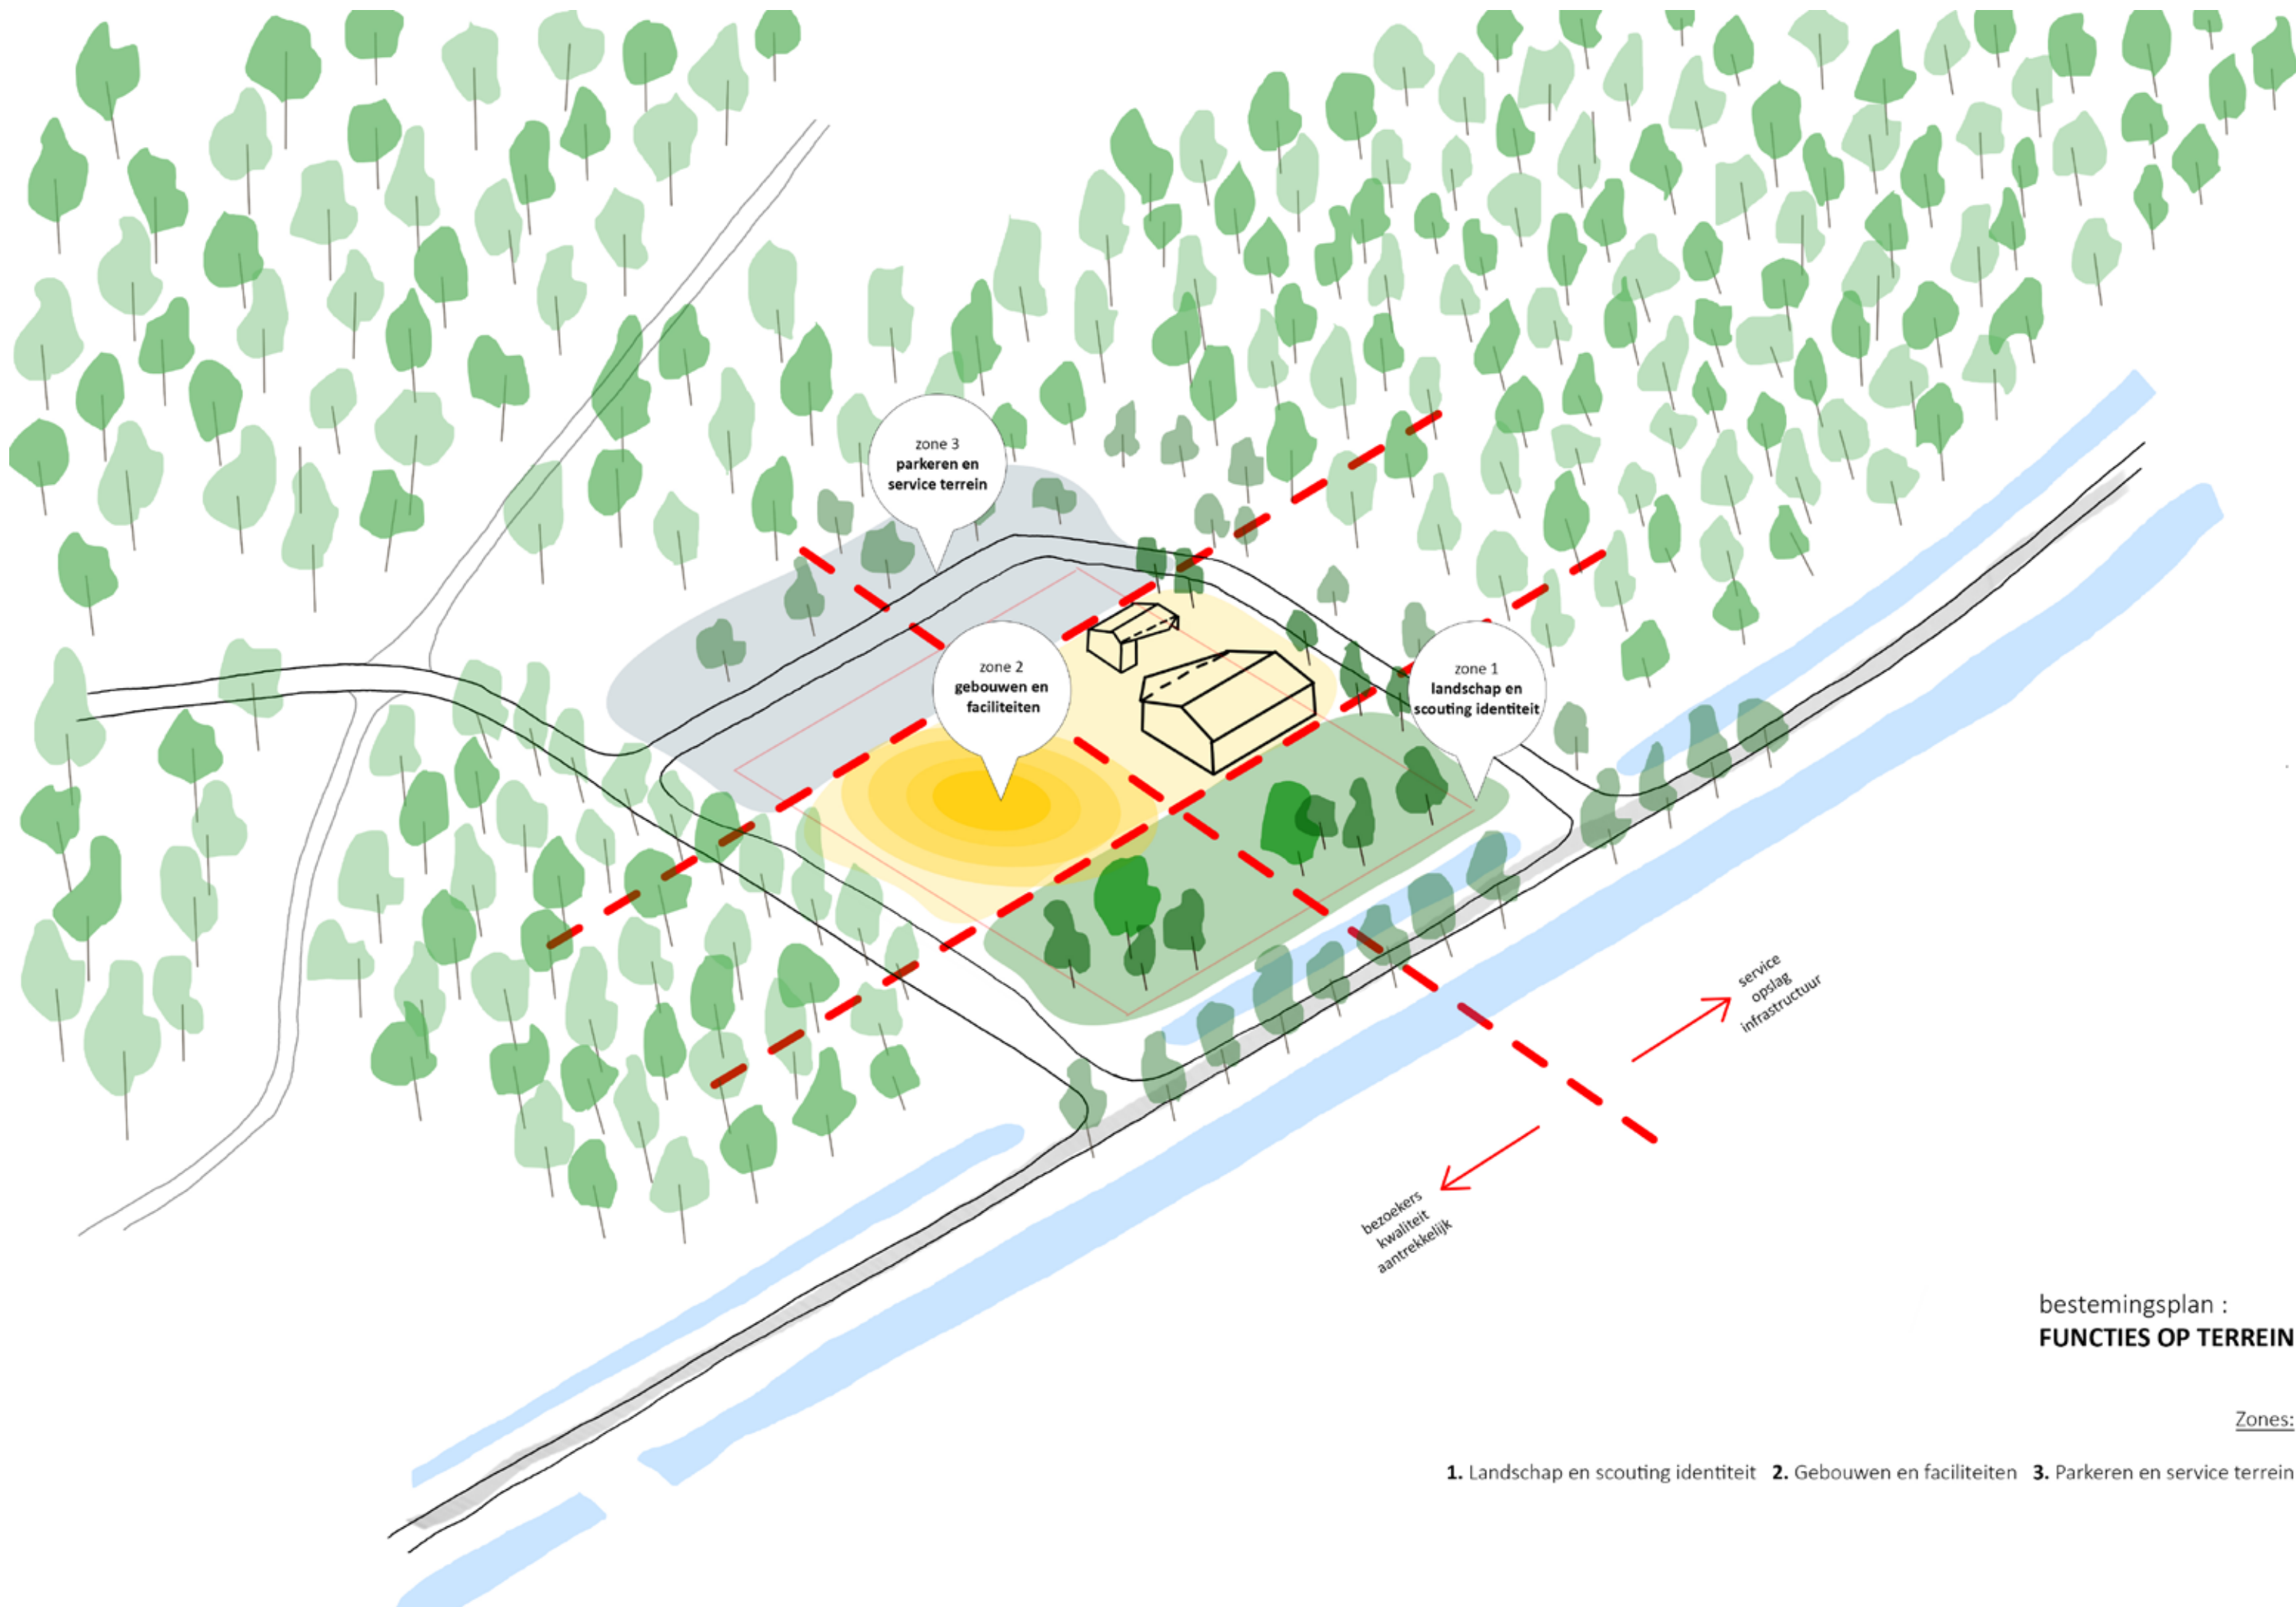 zone 3
parkeren en
service terrein
zone 2
gebouwen en
faciliteiten
zone 1
landschap en
scouting identiteit
service
opslag
infrastructuur
bezoekers
kwaliteit
aantrekkelijk
bestemingsplan :
FUNCTIES OP TERREIN
Zones:
1. Landschap en scouting identiteit 2. Gebouwen en faciliteiten 3. Parkeren en service terrein